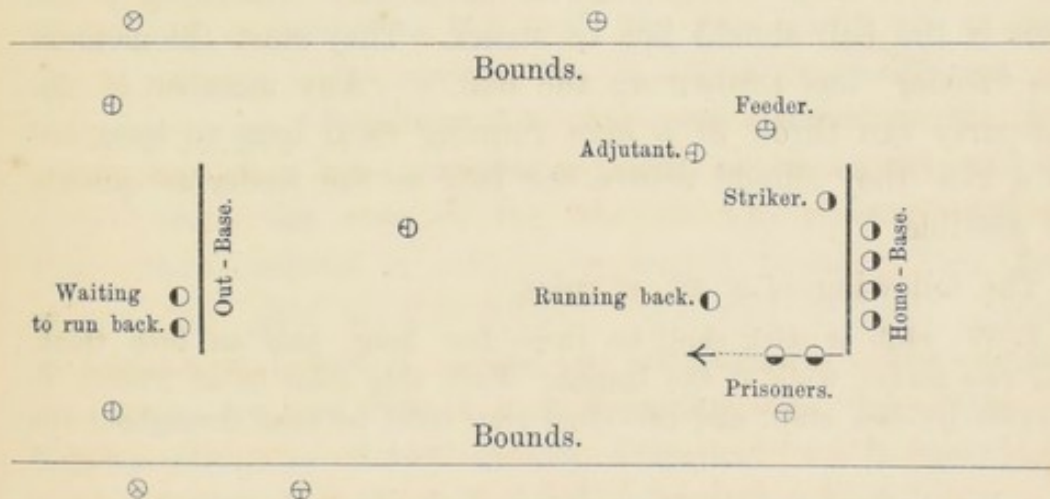 Bounds.
Feeder.
Adjutant.
Striker.
Out - Base.
Home - Base.
Waiting
to run back.
Running back.
Prisoners.
Bounds.